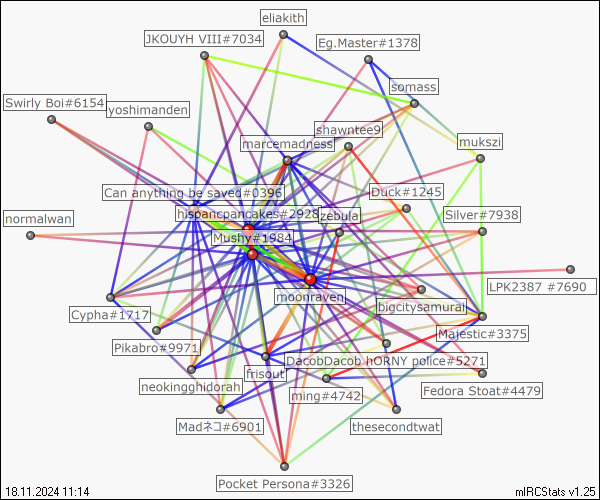 eliakith
JKOUYH VIII#7034
Eg.Master#1378
somass
Swirly Boi#6154
yoshimanden
shawntee9
marcemadness
mukszi
Can anything be saved#0396
Duck#1245
hispancpancakes#2928
zebula
Silver#7938
normalwan
Mushy#1984
LPK2387 #7690
moonraven
bigcitysamurai
Cypha#1717
Majestic#3375
Pikabro#9971
DacobDacob hORNY police#5271
frisout
neokingghidorah
ming#4742
Fedora Stoat#4479
Madネコ#6901
thesecondtwat
Pocket Persona#3326
18.11.2024 11:14
mIRCStats v1.25